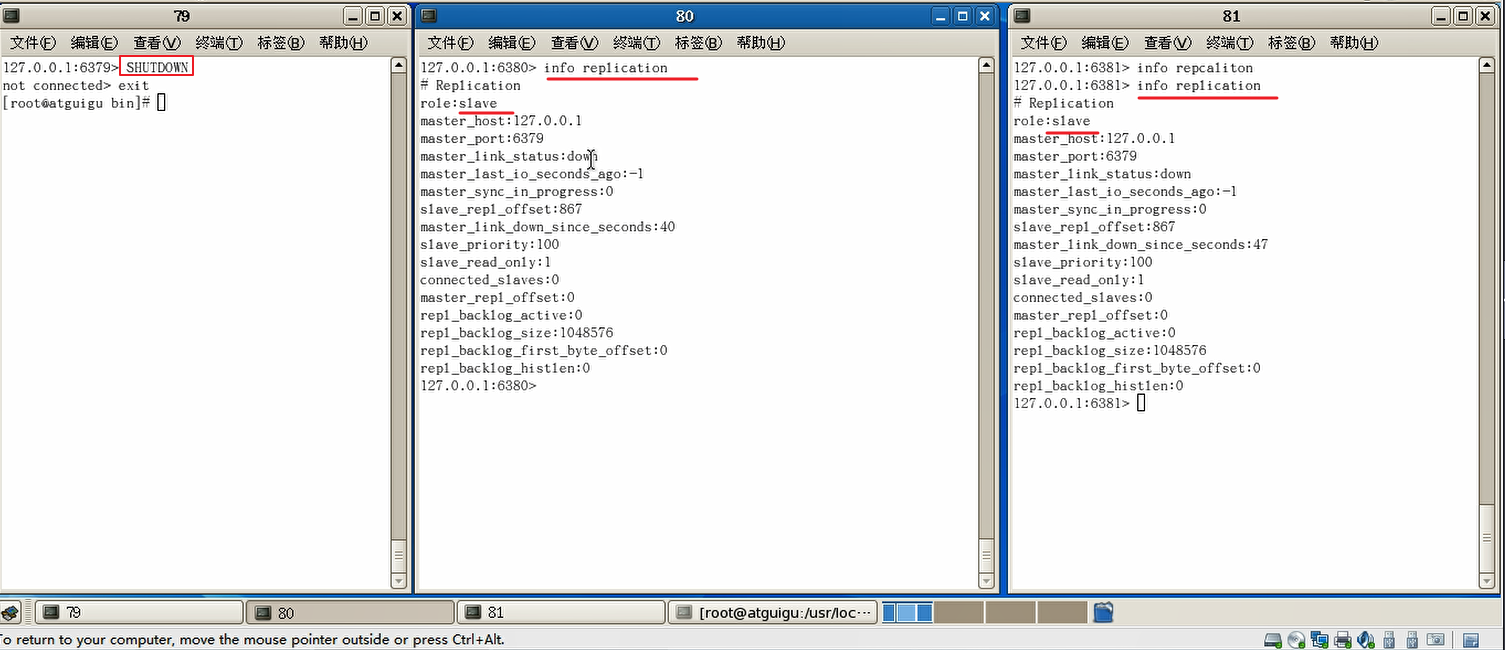 79
文件(F) 编辑(E) 查看(V) 终端(T) 标签(B) 帮助(H)
127.0.0.1:6379> SHUTDOWN
not connected> exit
[root@atguigu bin]#
80
文件(F) 编辑(E) 查看(V) 终端(T) 标签(B) 帮助(H)
127.0.0.1:6380> info replication
# Replication
role:slave
master_host:127.0.0.1
master_port:6379
master_link_status:down
master_last_io_seconds_ago:-1
master_sync_in_progress:0
slave_repl_offset:867
master_link_down_since_seconds:40
slave_priority:100
slave_read_only:1
connected_slaves:0
master_repl_offset:0
repl_backlog_active:0
repl_backlog_size:1048576
repl_backlog_first_byte_offset:0
repl_backlog_histlen:0
127.0.0.1:6380>
81
文件(F) 编辑(E) 查看(V) 终端(T) 标签(B) 帮助(H)
127.0.0.1:6381> info repcaliton
127.0.0.1:6381> info replication
# Replication
role:slave
master_host:127.0.0.1
master_port:6379
master_link_status:down
master_last_io_seconds_ago:-1
master_sync_in_progress:0
slave_repl_offset:867
master_link_down_since_seconds:47
slave_priority:100
slave_read_only:1
connected_slaves:0
master_repl_offset:0
repl_backlog_active:0
repl_backlog_size:1048576
repl_backlog_first_byte_offset:0
repl_backlog_histlen:0
127.0.0.1:6381>
79
80
81
[root@atguigu:/usr/loc···
To return to your computer, move the mouse pointer outside or press Ctrl+Alt.